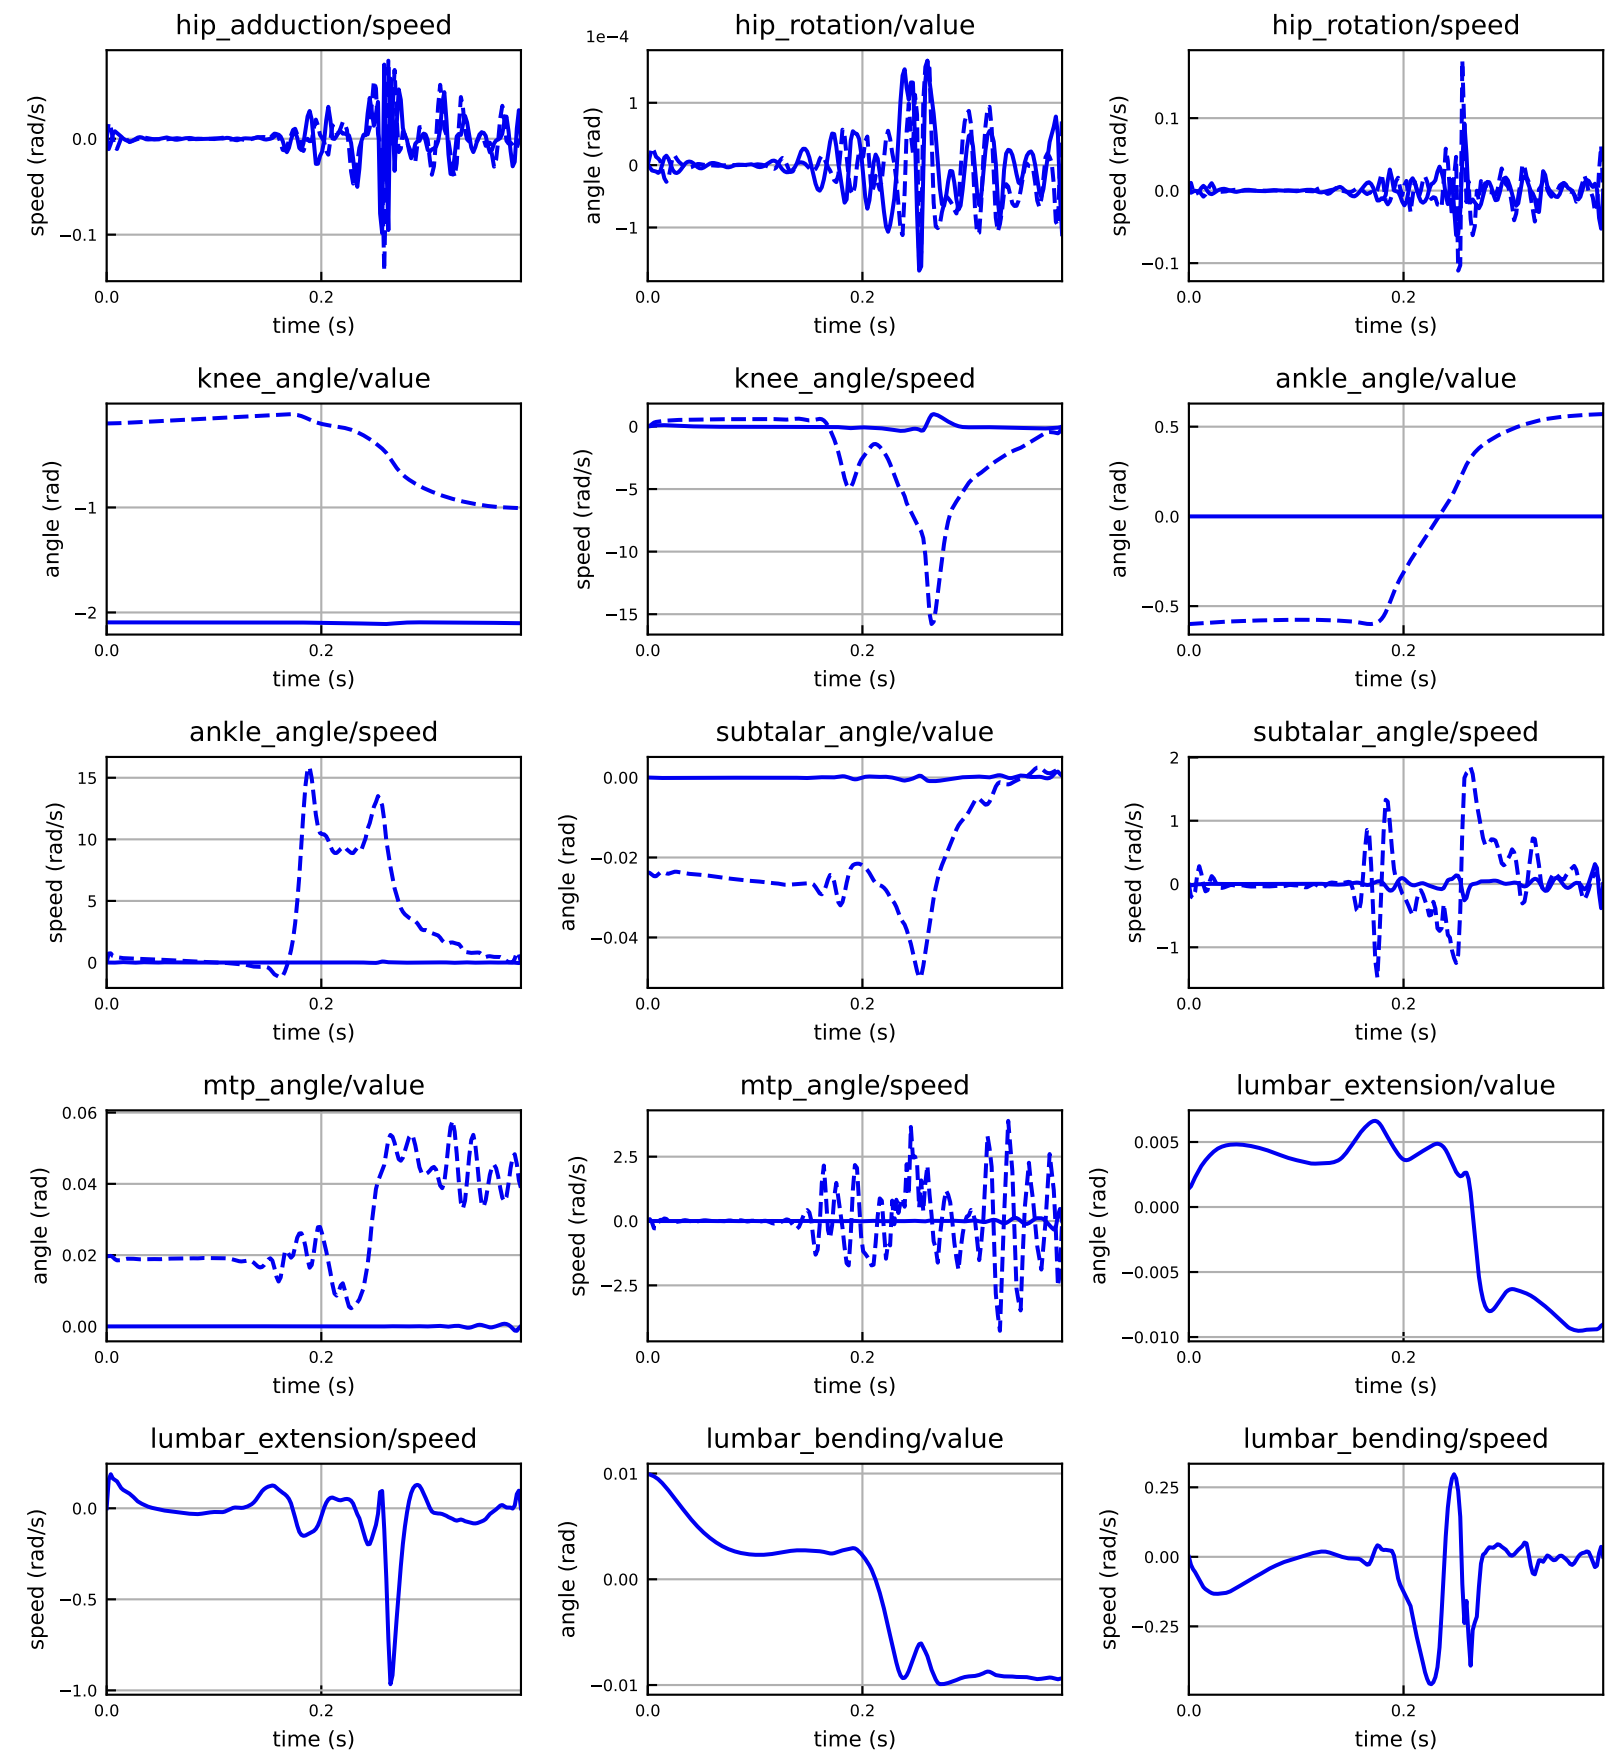 hip_adduction/speed
speed (rad/s)
0.0
−0.1
0.0
0.2
time (s)
hip_rotation/value
1e−4
angle (rad)
1
0
−1
0.0
0.2
time (s)
hip_rotation/speed
speed (rad/s)
0.1
0.0
−0.1
0.0
0.2
time (s)
knee_angle/value
angle (rad)
−1
−2
0.0
0.2
time (s)
knee_angle/speed
speed (rad/s)
0
−5
−10
−15
0.0
0.2
time (s)
ankle_angle/value
angle (rad)
0.5
0.0
−0.5
0.0
0.2
time (s)
ankle_angle/speed
speed (rad/s)
15
10
5
0
0.0
0.2
time (s)
subtalar_angle/value
angle (rad)
0.00
−0.02
−0.04
0.0
0.2
time (s)
subtalar_angle/speed
speed (rad/s)
2
1
0
−1
0.0
0.2
time (s)
mtp_angle/value
angle (rad)
0.06
0.04
0.02
0.00
0.0
0.2
time (s)
mtp_angle/speed
speed (rad/s)
2.5
0.0
−2.5
0.0
0.2
time (s)
lumbar_extension/value
angle (rad)
0.005
0.000
−0.005
−0.010
0.0
0.2
time (s)
lumbar_extension/speed
speed (rad/s)
0.0
−0.5
−1.0
0.0
0.2
time (s)
lumbar_bending/value
angle (rad)
0.01
0.00
−0.01
0.0
0.2
time (s)
lumbar_bending/speed
speed (rad/s)
0.25
0.00
−0.25
0.0
0.2
time (s)